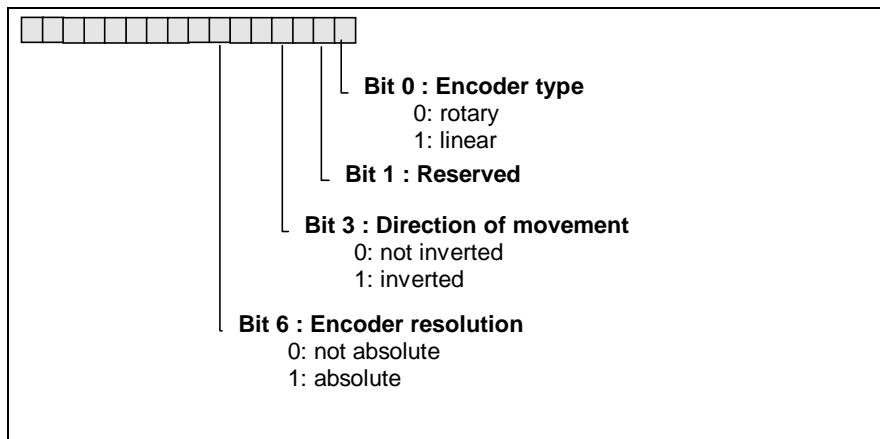 Bit 0 : Encoder type
0: rotary
1: linear
Bit 1 : Reserved
Bit 3 : Direction of movement
0: not inverted
1: inverted
Bit 6 : Encoder resolution
0: not absolute
1: absolute